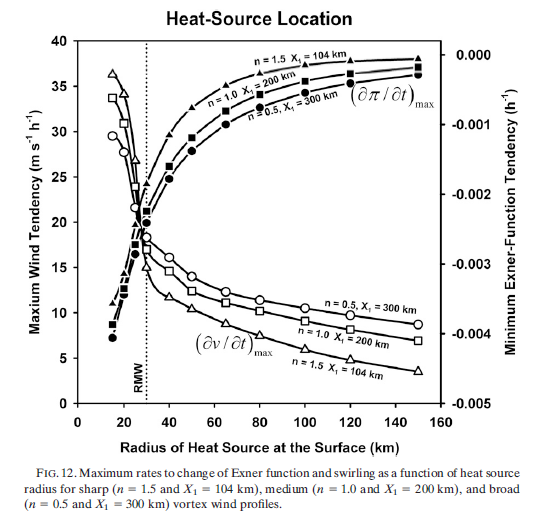 Heat-Source Location
40
35
30
25
20
15
10
5
0
Maxium Wind Tendency (m s⁻¹ h⁻¹)
0.000
-0.001
-0.002
-0.003
-0.004
-0.005
Minimum Exner-Function Tendency (h⁻¹)
n = 1.5 X₁ = 104 km
n = 1.0 X₁ = 200 km
n = 0.5, X₁ = 300 km
(∂π/∂t)max
n = 0.5, X₁ = 300 km
n = 1.0 X₁ = 200 km
n = 1.5 X₁ = 104 km
(∂v/∂t)max
RMW
0 20 40 60 80 100 120 140 160
Radius of Heat Source at the Surface (km)
FIG. 12. Maximum rates to change of Exner function and swirling as a function of heat source
radius for sharp (n = 1.5 and X₁ = 104 km), medium (n = 1.0 and X₁ = 200 km), and broad
(n = 0.5 and X₁ = 300 km) vortex wind profiles.